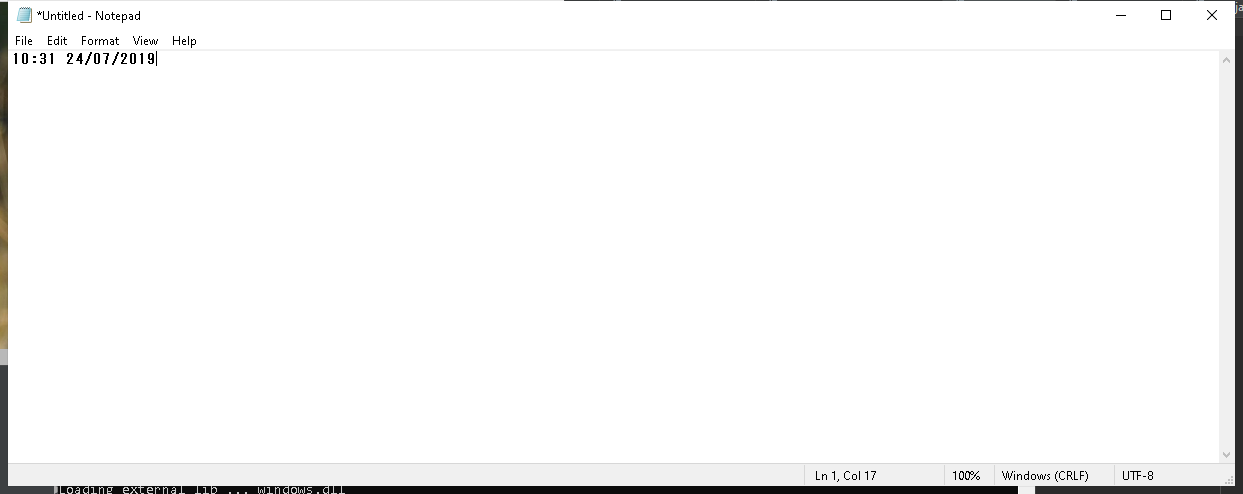 *Untitled - Notepad
File Edit Format View Help
10:31 24/07/2019
Ln 1, Col 17 100% Windows (CRLF) UTF-8
Loading external lib ... windows.dll